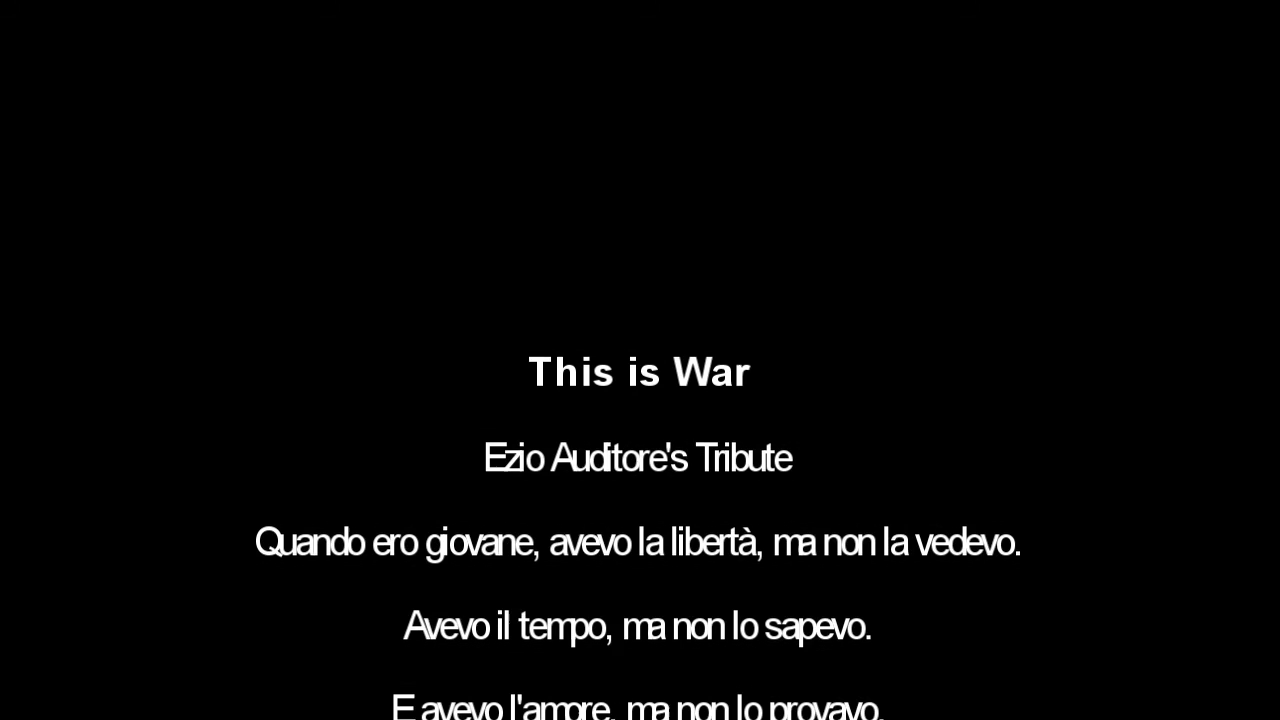 This is War
Ezio Auditore's Tribute
Quando ero giovane, avevo la libertà, ma non la vedevo.
Avevo il tempo, ma non lo sapevo.
E avevo l'amore, ma non lo provavo.